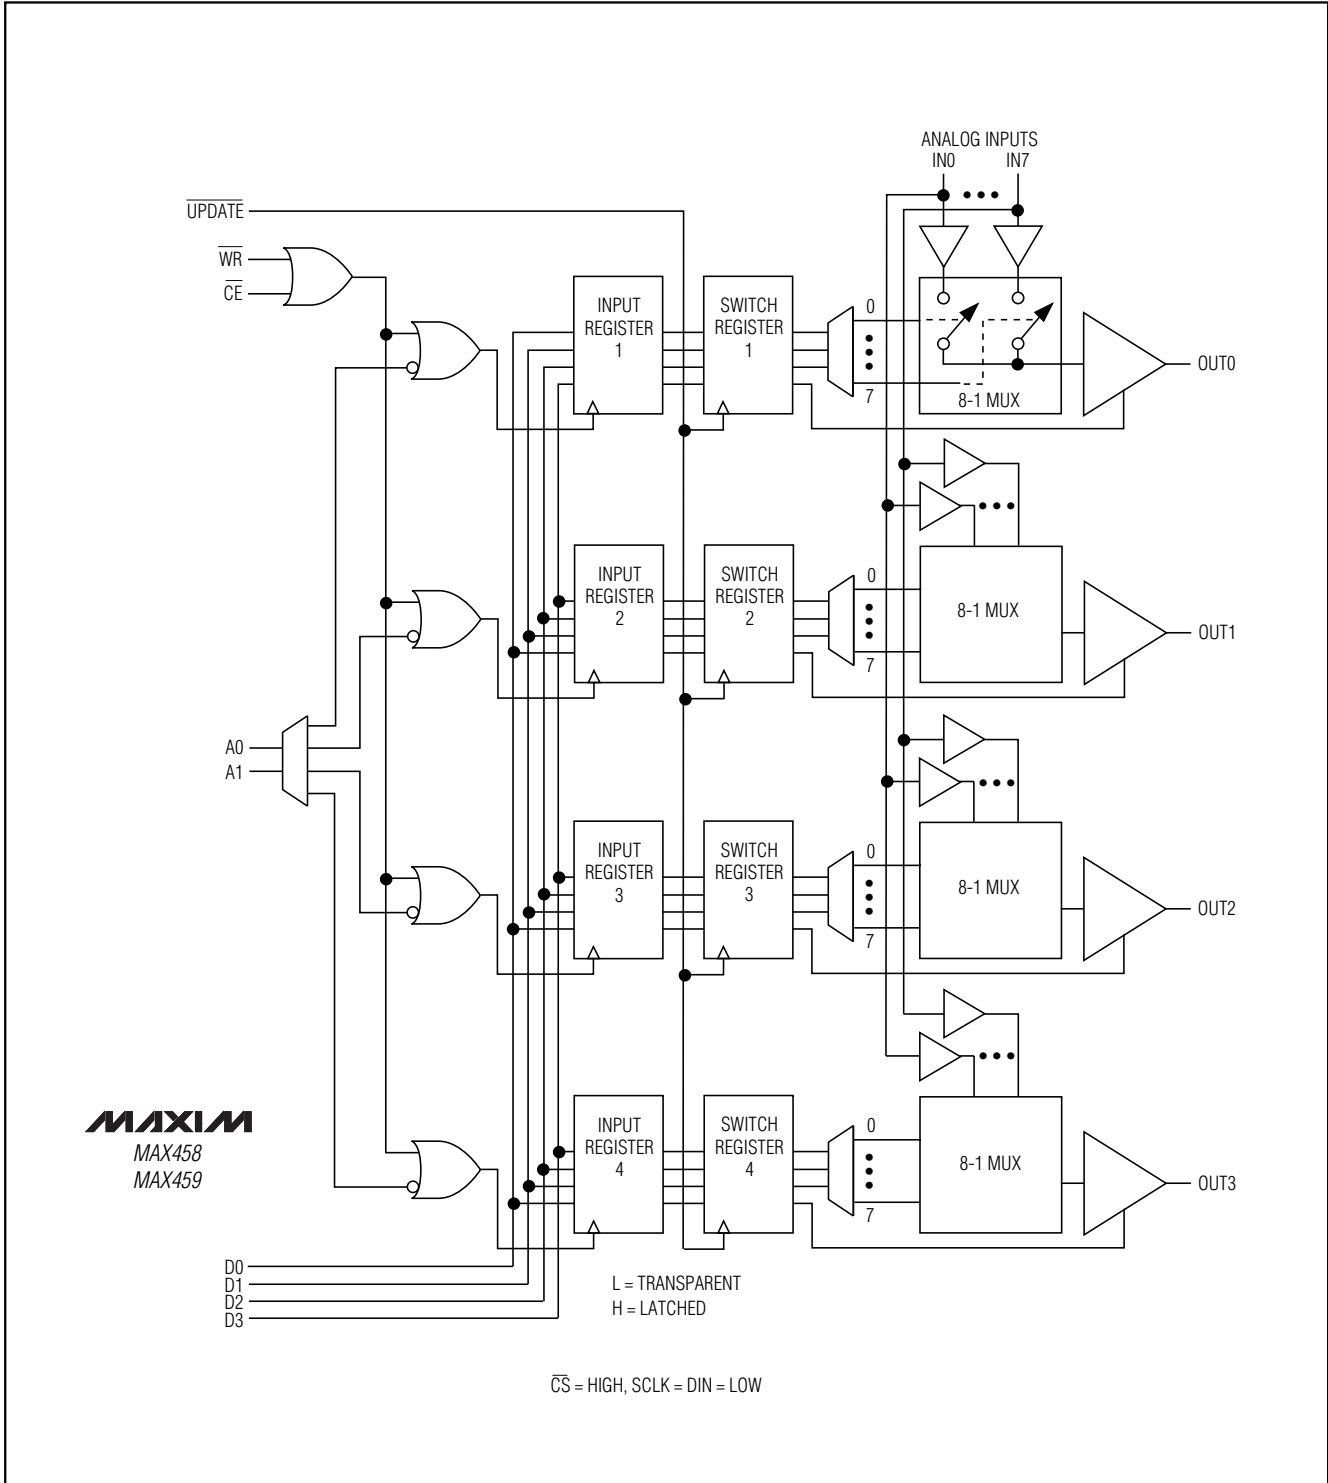 ANALOG INPUTS
IN0 IN7
UPDATE
WR
CE
INPUT REGISTER 1
SWITCH REGISTER 1
0
7
8-1 MUX
OUT0
INPUT REGISTER 2
SWITCH REGISTER 2
0
7
8-1 MUX
OUT1
A0
A1
INPUT REGISTER 3
SWITCH REGISTER 3
0
7
8-1 MUX
OUT2
MAXIM
MAX458
MAX459
INPUT REGISTER 4
SWITCH REGISTER 4
0
7
8-1 MUX
OUT3
D0
D1
D2
D3
L = TRANSPARENT
H = LATCHED
CS = HIGH, SCLK = DIN = LOW